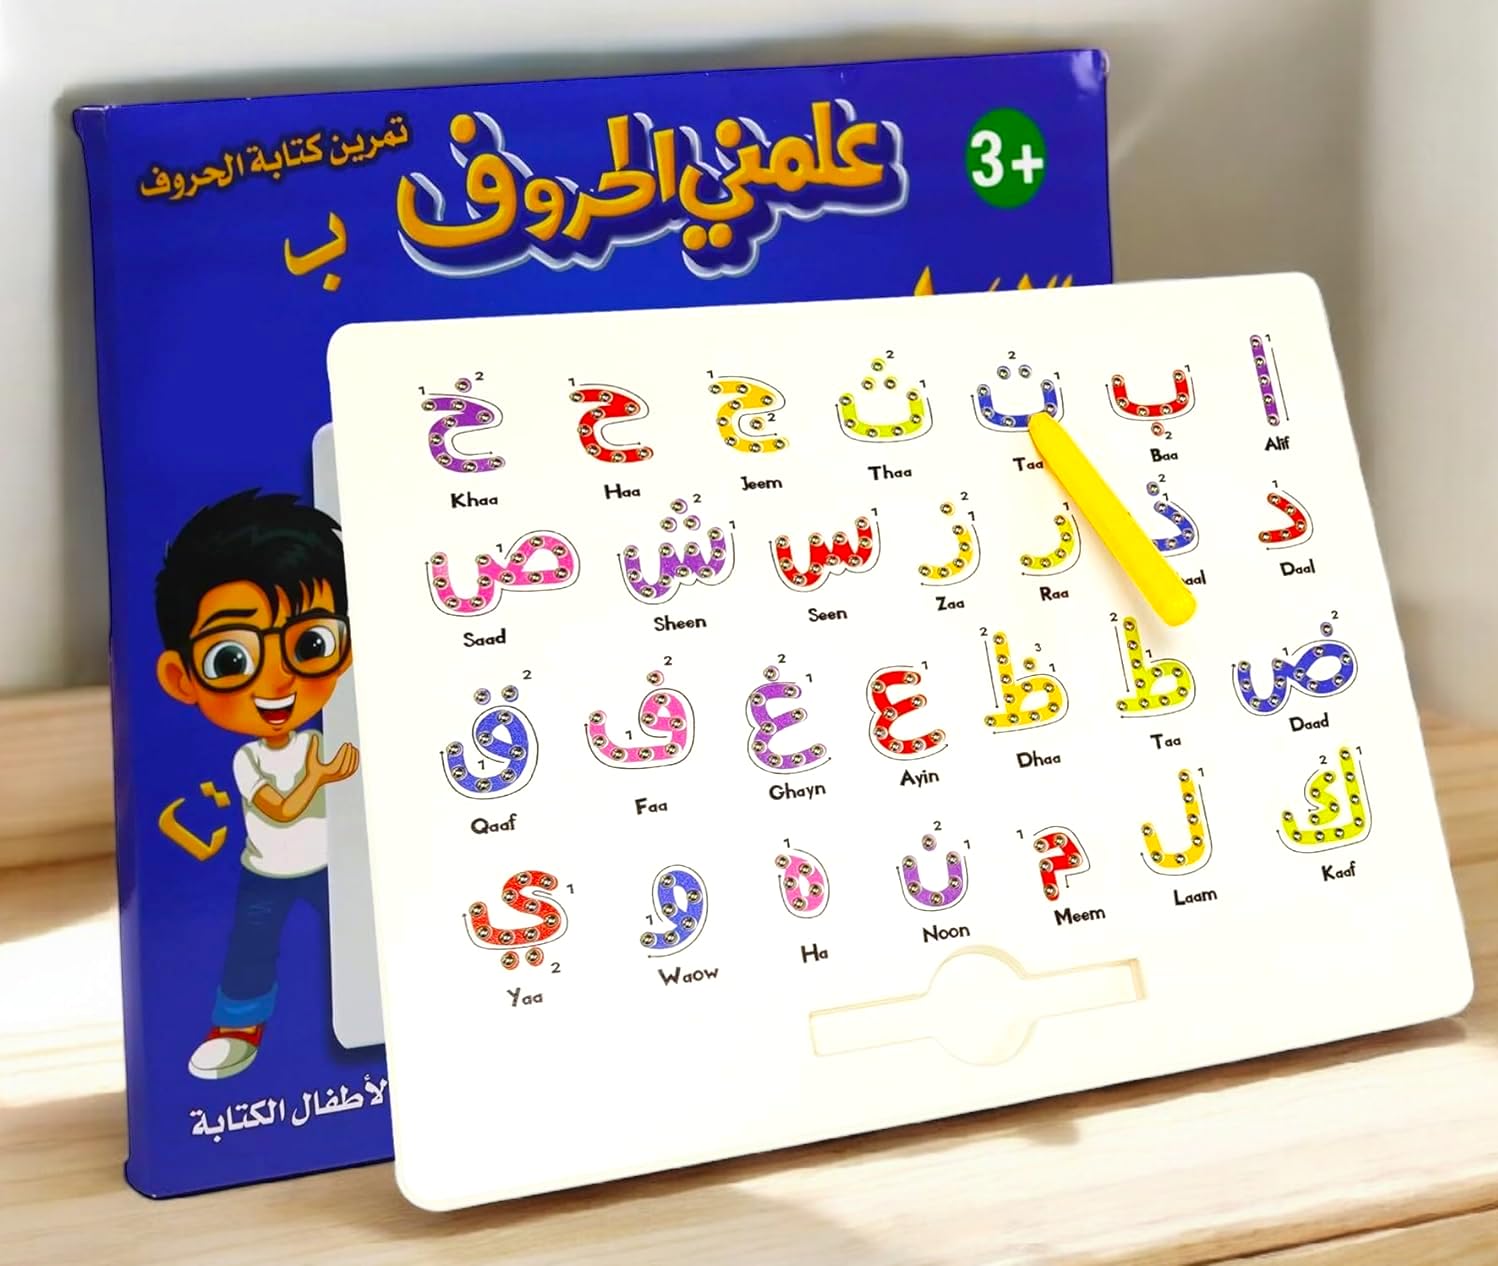 علمني الحروف
3+
تمرين كتابة الحروف
ب
ت
ا ب ت ث ج ح خ
Alif Baa Taa Thaa Jeem Haa Khaa
د ذ ر ز س ش ص
Daal Raa Zaa Seen Sheen Saad
ض ط ظ ع غ ف ق
Daad Taa Dhaa Ayin Ghayn Faa Qaaf
ك ل م ن ه و ي
Kaaf Laam Meem Noon Ha Waow Yaa
الكتابة